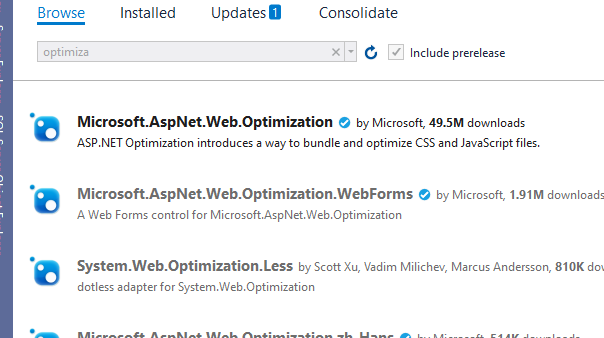 Browse Installed Updates 1 Consolidate
optimiza Include prerelease
Microsoft.AspNet.Web.Optimization by Microsoft, 49.5M downloads
ASP.NET Optimization introduces a way to bundle and optimize CSS and JavaScript files.
Microsoft.AspNet.Web.Optimization.WebForms by Microsoft, 1.91M downloads
A Web Forms control for Microsoft.AspNet.Web.Optimization
System.Web.Optimization.Less by Scott Xu, Vadim Milichev, Marcus Andersson, 810K dow
dotless adapter for System.Web.Optimization
Microsoft.AspNet.Web.Optimization.zh-Hans by Microsoft, 514K downloads